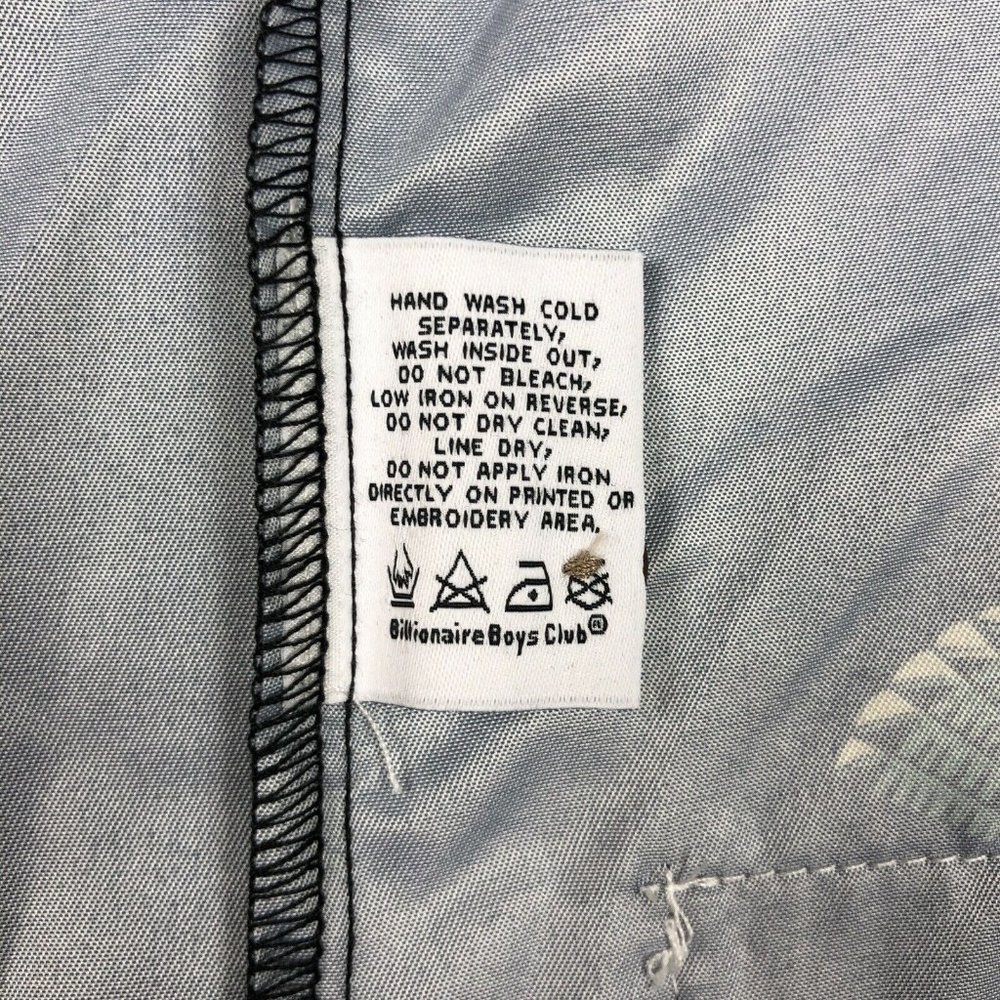 HAND WASH COLD
SEPARATELY,
WASH INSIDE OUT,
DO NOT BLEACH,
LOW IRON ON REVERSE,
DO NOT DRY CLEAN,
LINE DRY,
DO NOT APPLY IRON
DIRECTLY ON PRINTED OR
EMBROIDERY AREA.
Billionaire Boys Club